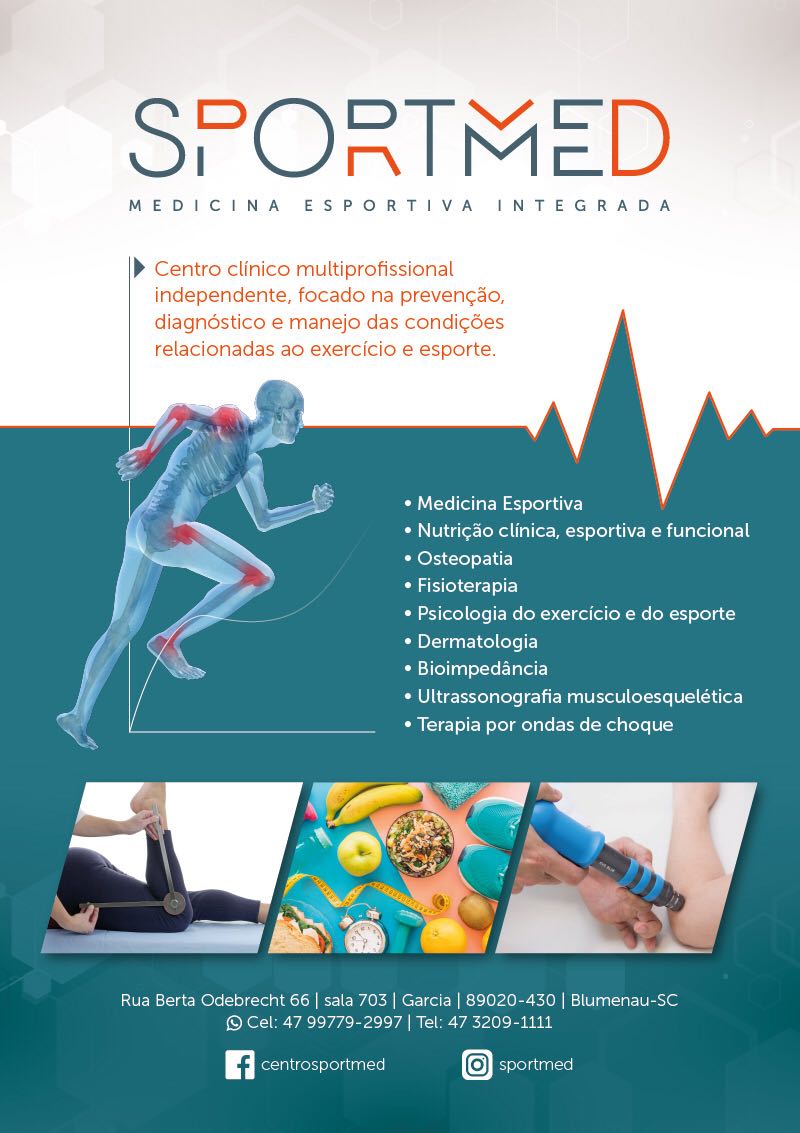 SPORTMED
MEDICINA ESPORTIVA INTEGRADA
Centro clínico multiprofissional
independente, focado na prevenção,
diagnóstico e manejo das condições
relacionadas ao exercício e esporte.
• Medicina Esportiva
• Nutrição clínica, esportiva e funcional
• Osteopatia
• Fisioterapia
• Psicologia do exercício e do esporte
• Dermatologia
• Bioimpedância
• Ultrassonografia musculoesquelética
• Terapia por ondas de choque
Rua Berta Odebrecht 66 | sala 703 | Garcia | 89020-430 | Blumenau-SC
Cel: 47 99779-2997 | Tel: 47 3209-1111
centrosportmed
sportmed